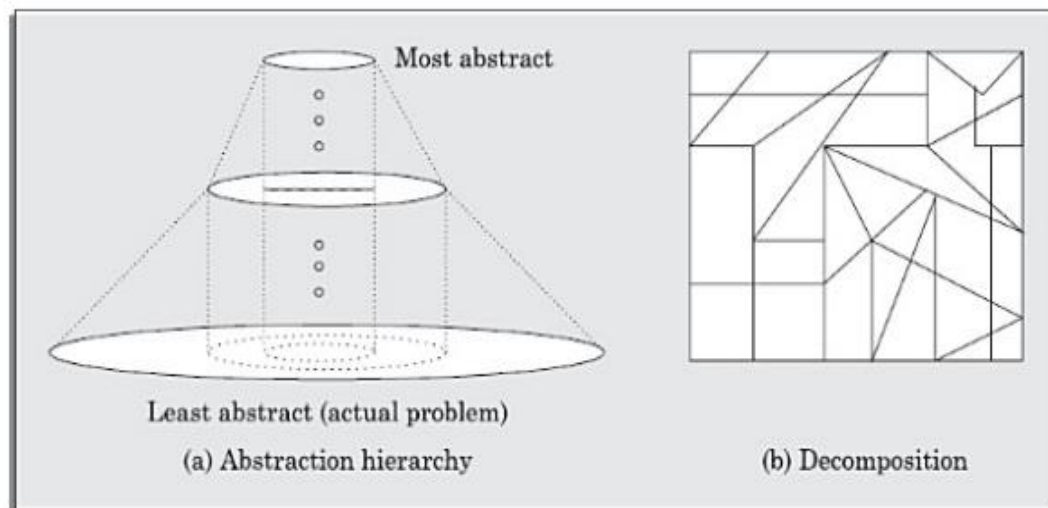 Most abstract
Least abstract (actual problem)
(a) Abstraction hierarchy
(b) Decomposition